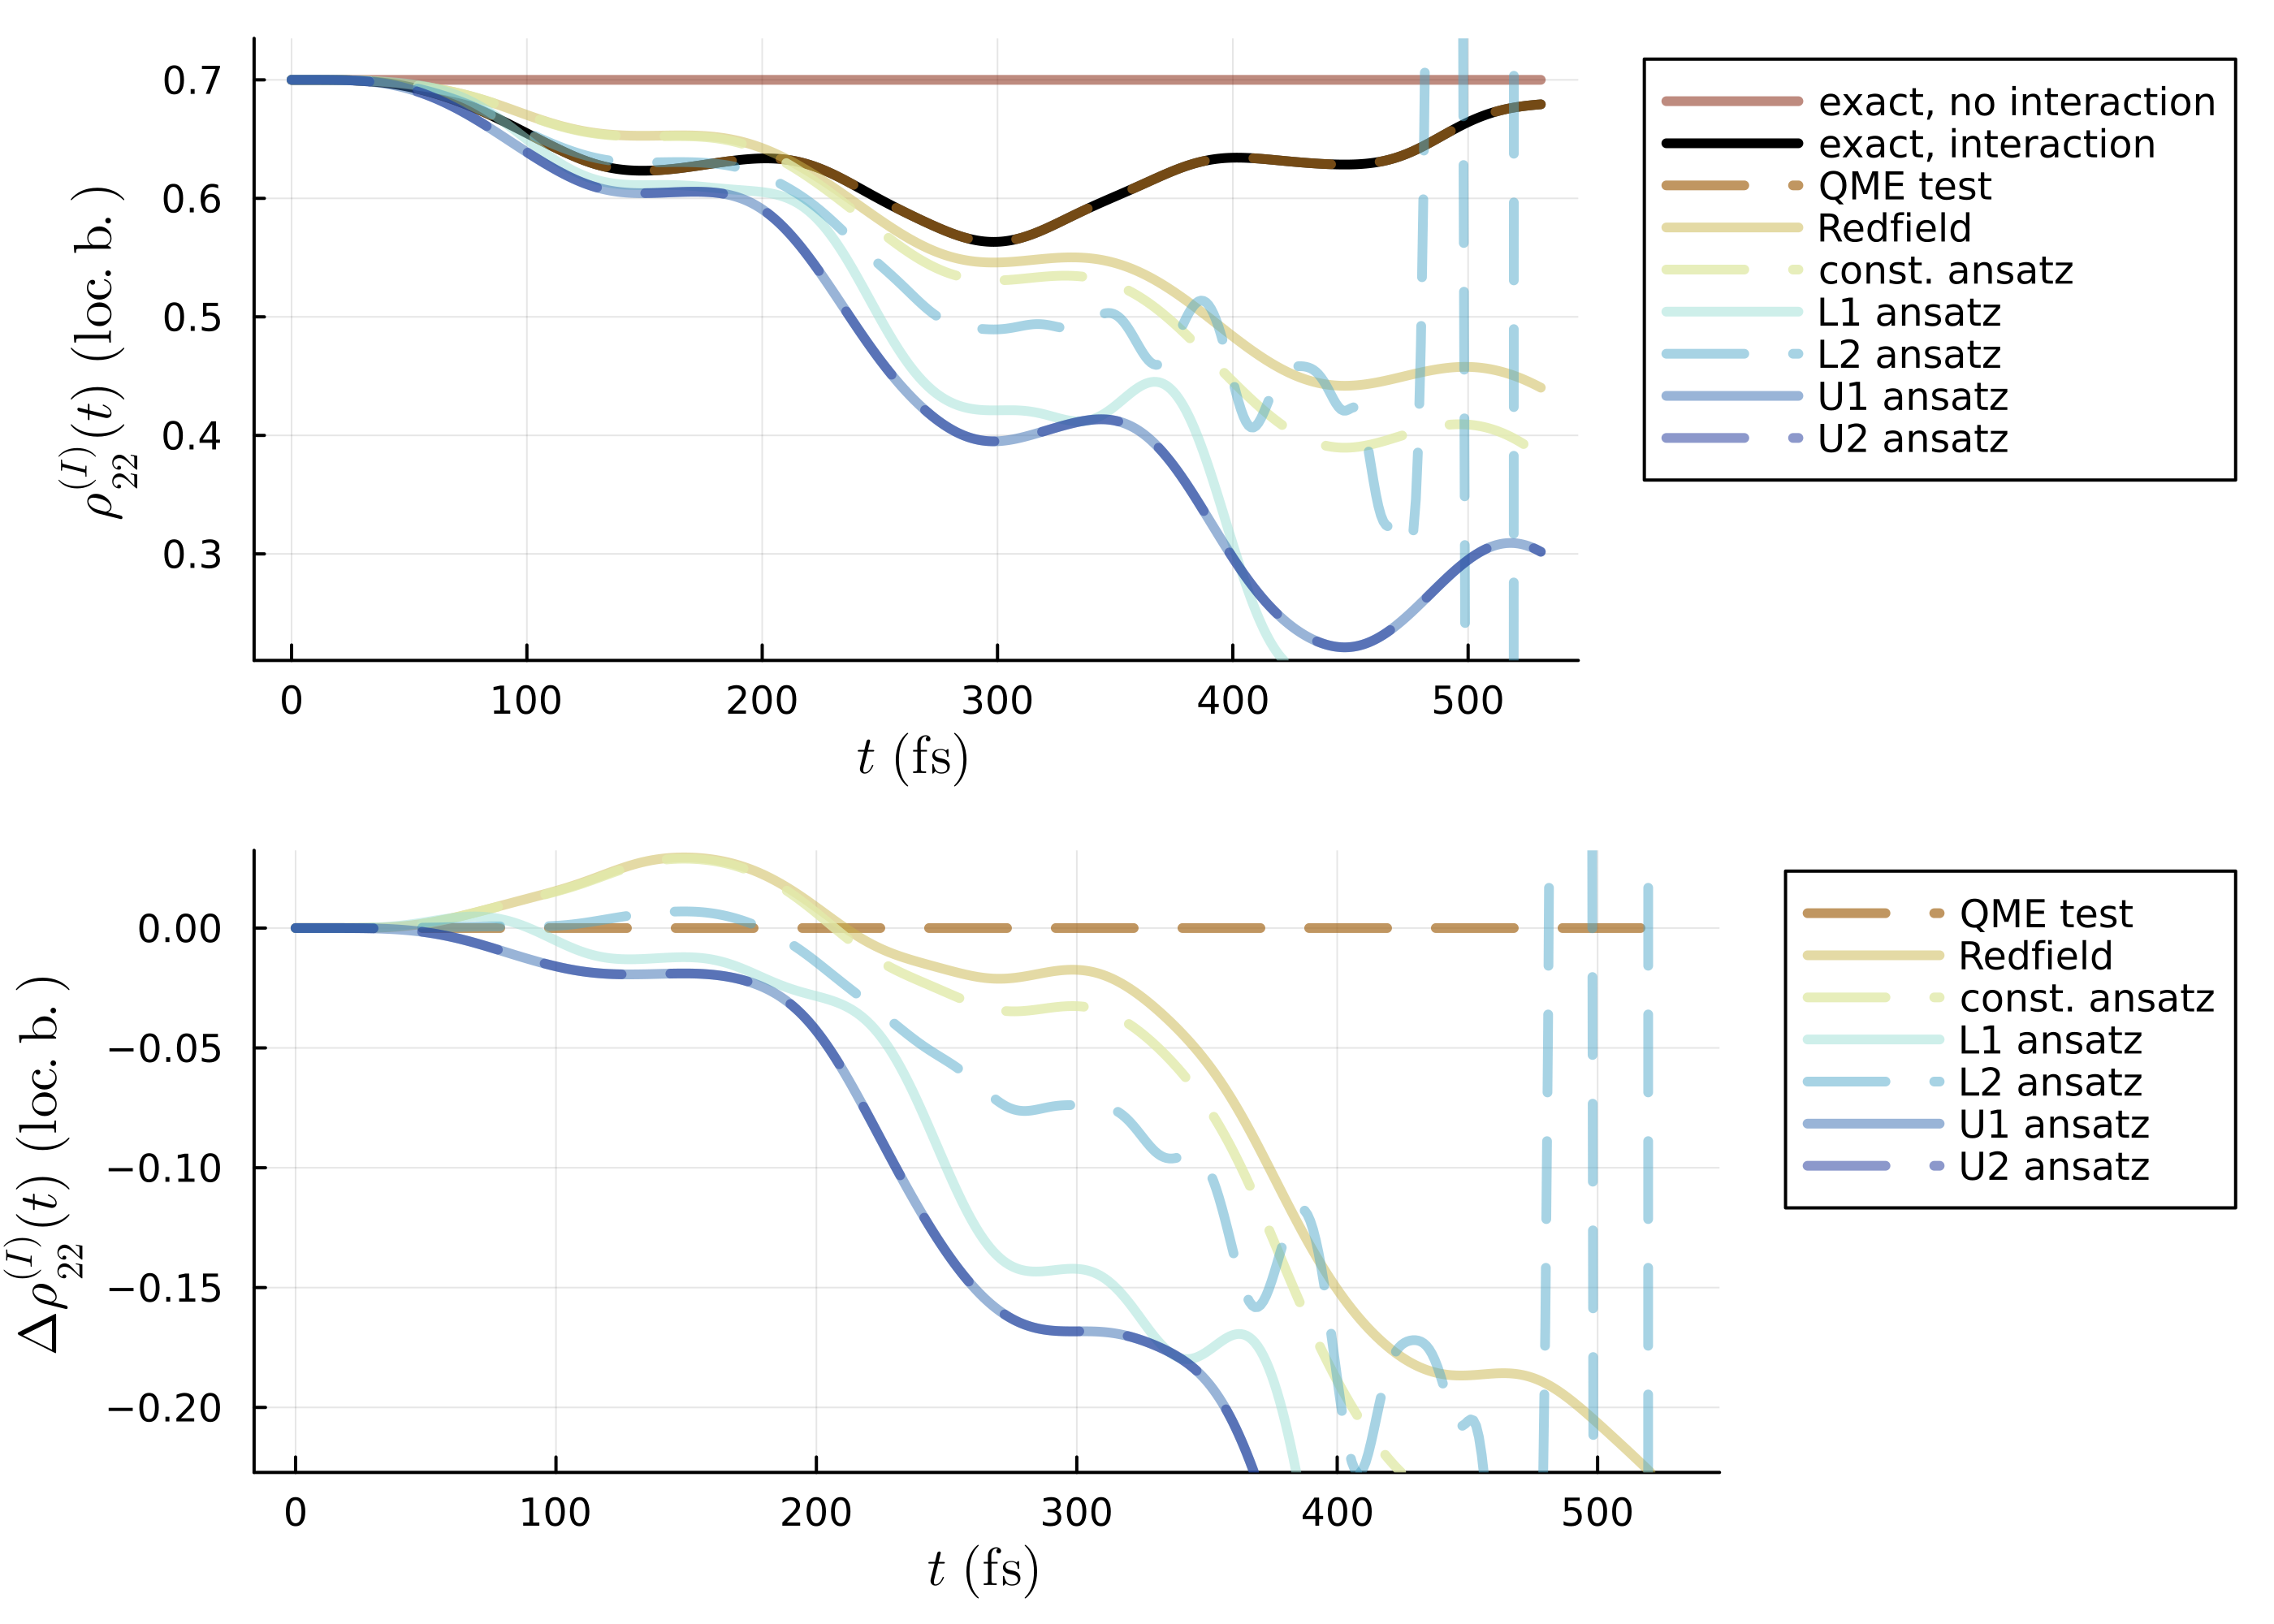 0.7
0.6
0.5
0.4
0.3
ρ₂₂⁽ᴵ⁾(t) (loc. b. )
0 100 200 300 400 500
t (fs)
exact, no interaction
exact, interaction
QME test
Redfield
const. ansatz
L1 ansatz
L2 ansatz
U1 ansatz
U2 ansatz
0.00
−0.05
−0.10
−0.15
−0.20
Δρ₂₂⁽ᴵ⁾(t) (loc. b. )
0 100 200 300 400 500
t (fs)
QME test
Redfield
const. ansatz
L1 ansatz
L2 ansatz
U1 ansatz
U2 ansatz